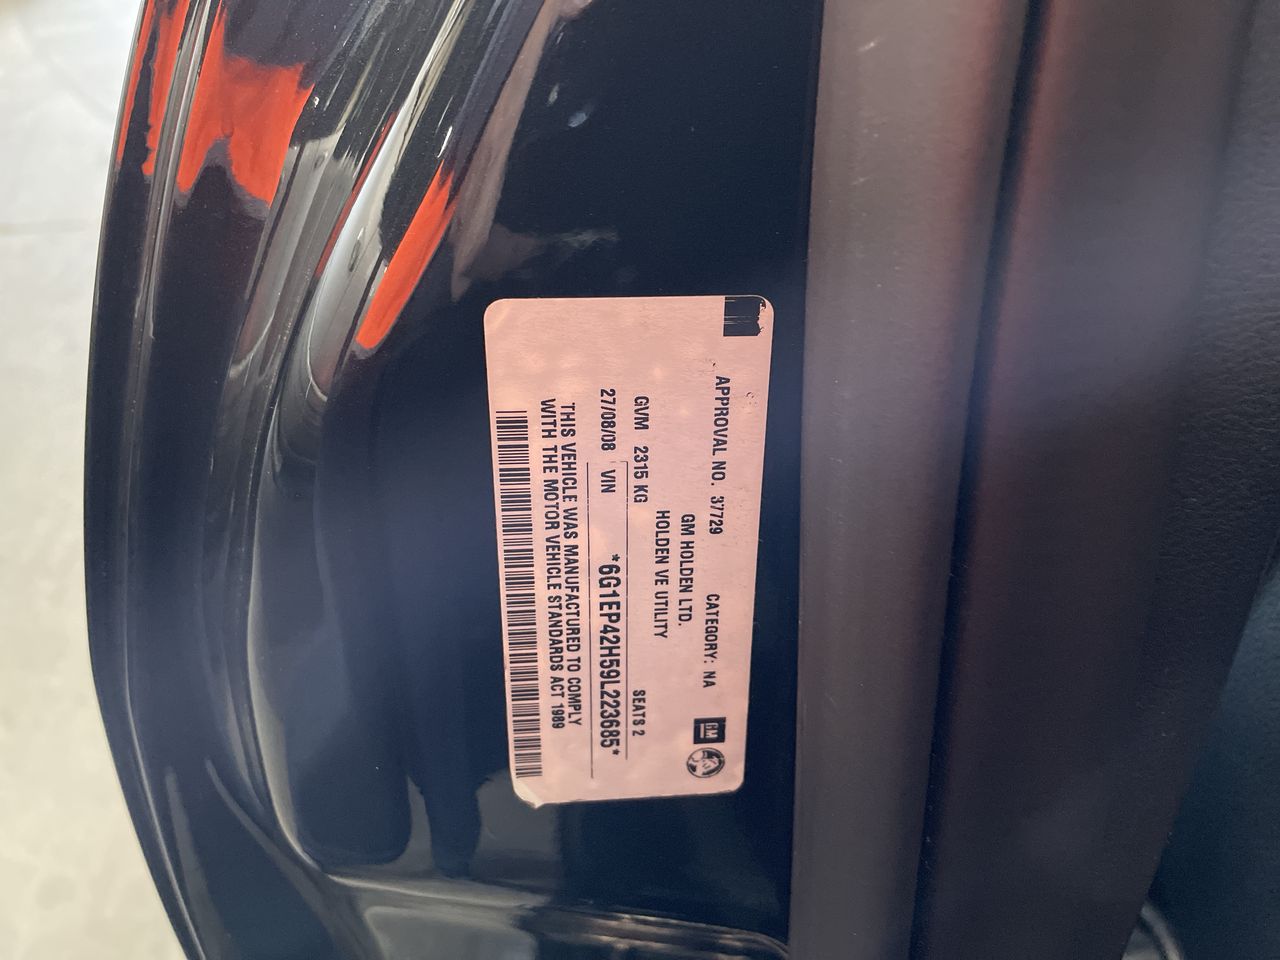 APPROVAL NO. 37729 CATEGORY: NA
GM
GM HOLDEN LTD.
HOLDEN VE UTILITY
GVM 2315 KG SEATS 2
27/08/08 VIN *6G1EP42H59L223685*
THIS VEHICLE WAS MANUFACTURED TO COMPLY
WITH THE MOTOR VEHICLE STANDARDS ACT 1989